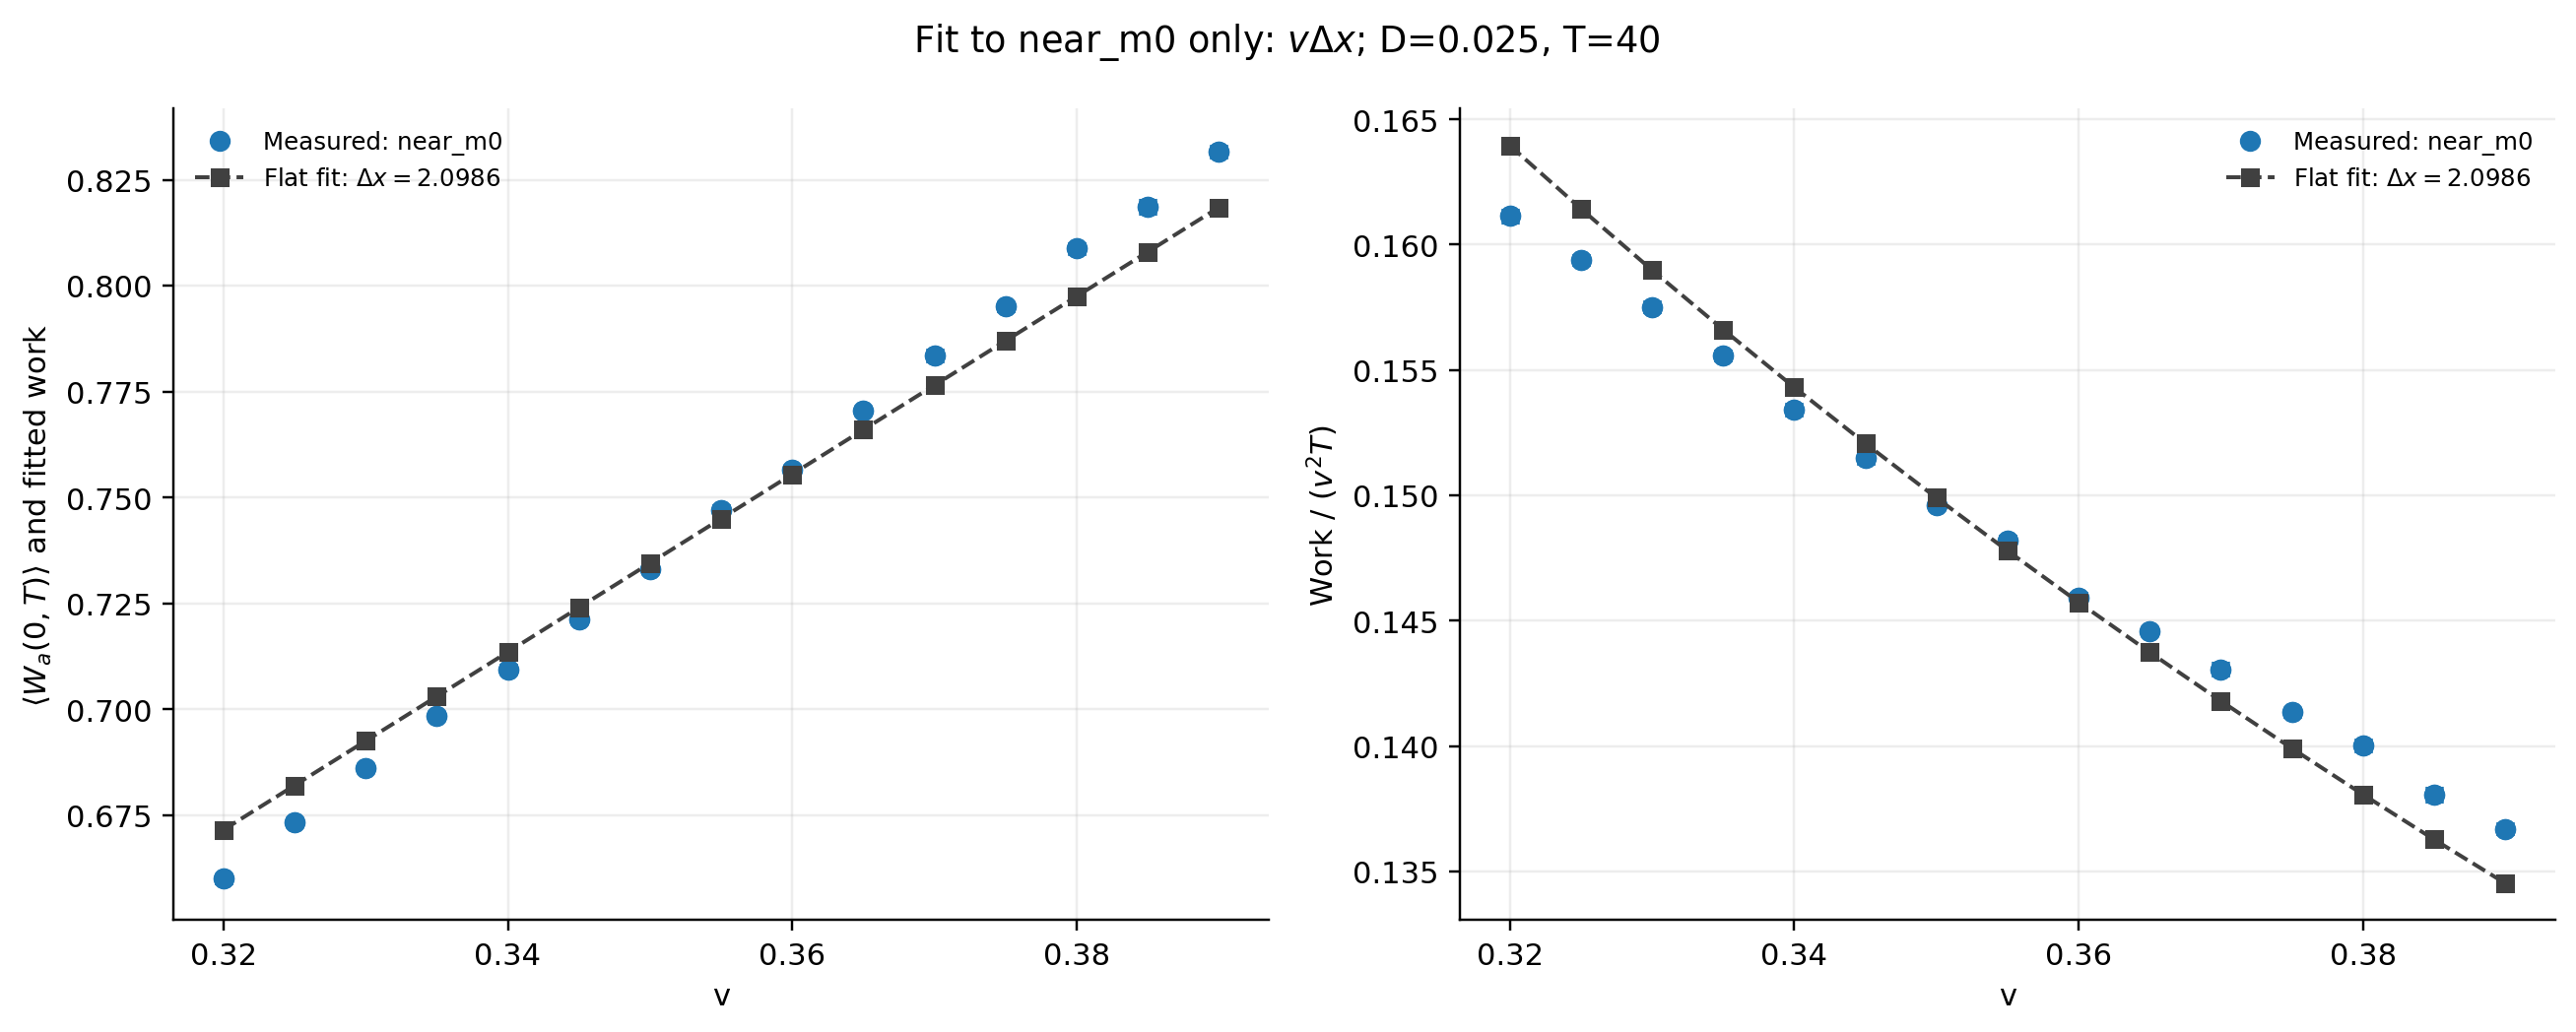 Fit to near_m0 only: vΔx; D=0.025, T=40
⟨W_a(0, T)⟩ and fitted work
0.825
0.800
0.775
0.750
0.725
0.700
0.675
Measured: near_m0
Flat fit: Δx = 2.0986
0.32 0.34 0.36 0.38
v
Work / (v²T)
0.165
0.160
0.155
0.150
0.145
0.140
0.135
Measured: near_m0
Flat fit: Δx = 2.0986
0.32 0.34 0.36 0.38
v